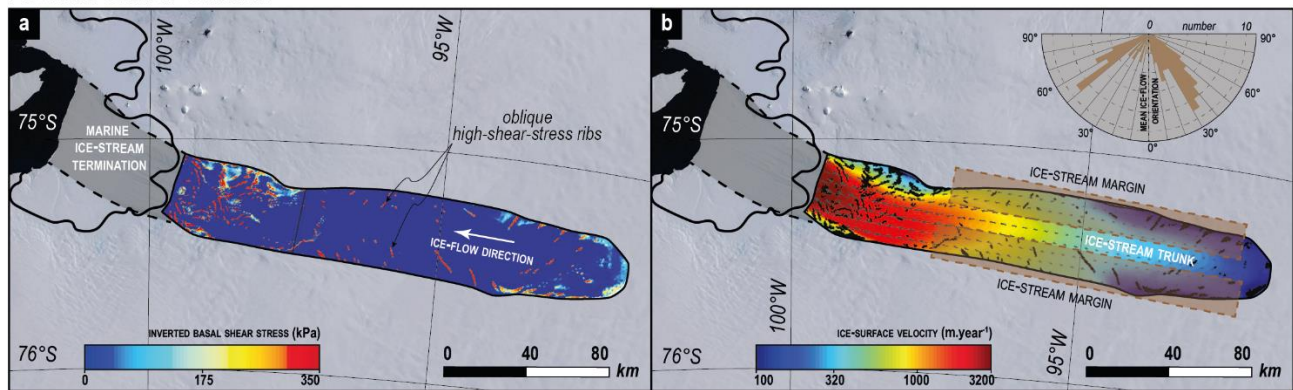 a
100°W
95°W
75°S
MARINE
ICE-STREAM
TERMINATION
oblique
high-shear-stress ribs
ICE-FLOW DIRECTION
INVERTED BASAL SHEAR STRESS (kPa)
0 175 350
76°S
0 40 80
km
b
0 number 10
90° 90°
60° 60°
30° 30°
0°
MEAN ICE-FLOW
ORIENTATION
75°S
ICE-STREAM MARGIN
ICE-STREAM TRUNK
ICE-STREAM MARGIN
100°W
95°W
ICE-SURFACE VELOCITY (m.year-1)
100 320 1000 3200
76°S
0 40 80
km